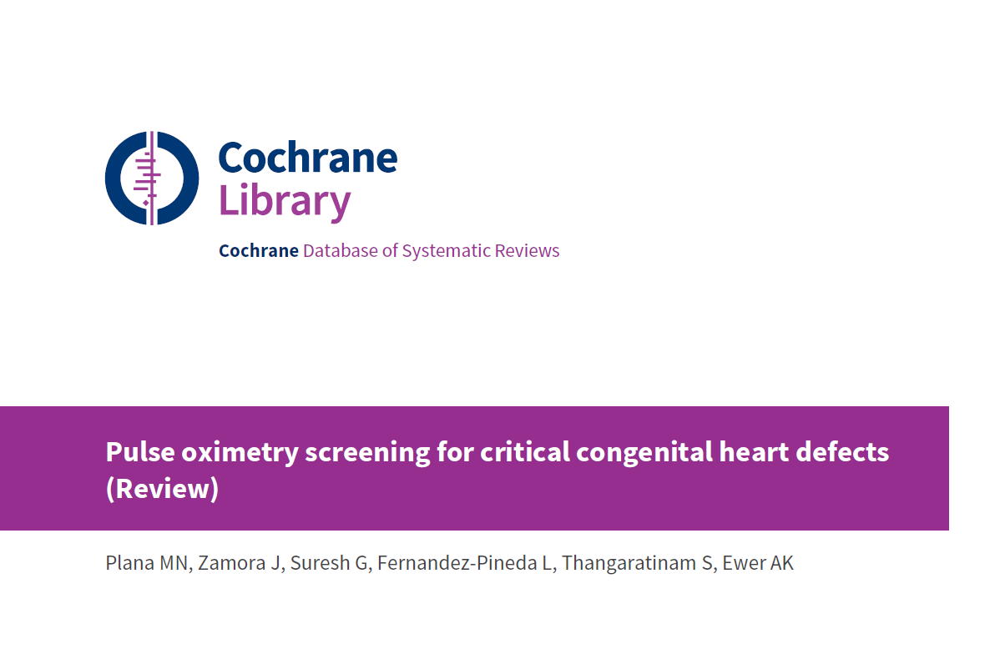 Cochrane
Library
Cochrane Database of Systematic Reviews
Pulse oximetry screening for critical congenital heart defects
(Review)
Plana MN, Zamora J, Suresh G, Fernandez-Pineda L, Thangaratinam S, Ewer AK